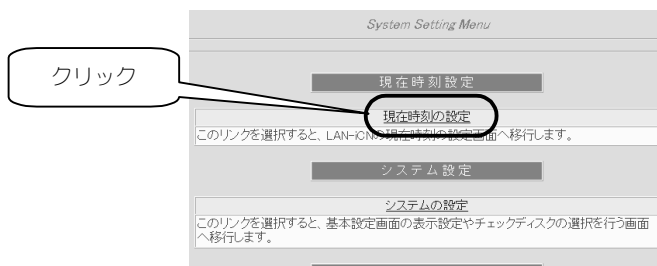 System Setting Menu
クリック
現在時刻設定
現在時刻の設定
このリンクを選択すると、LAN-iCNの現在時刻の設定画面へ移行します。
システム設定
システムの設定
このリンクを選択すると、基本設定画面の表示設定やチェックディスクの選択を行う画面
へ移行します。